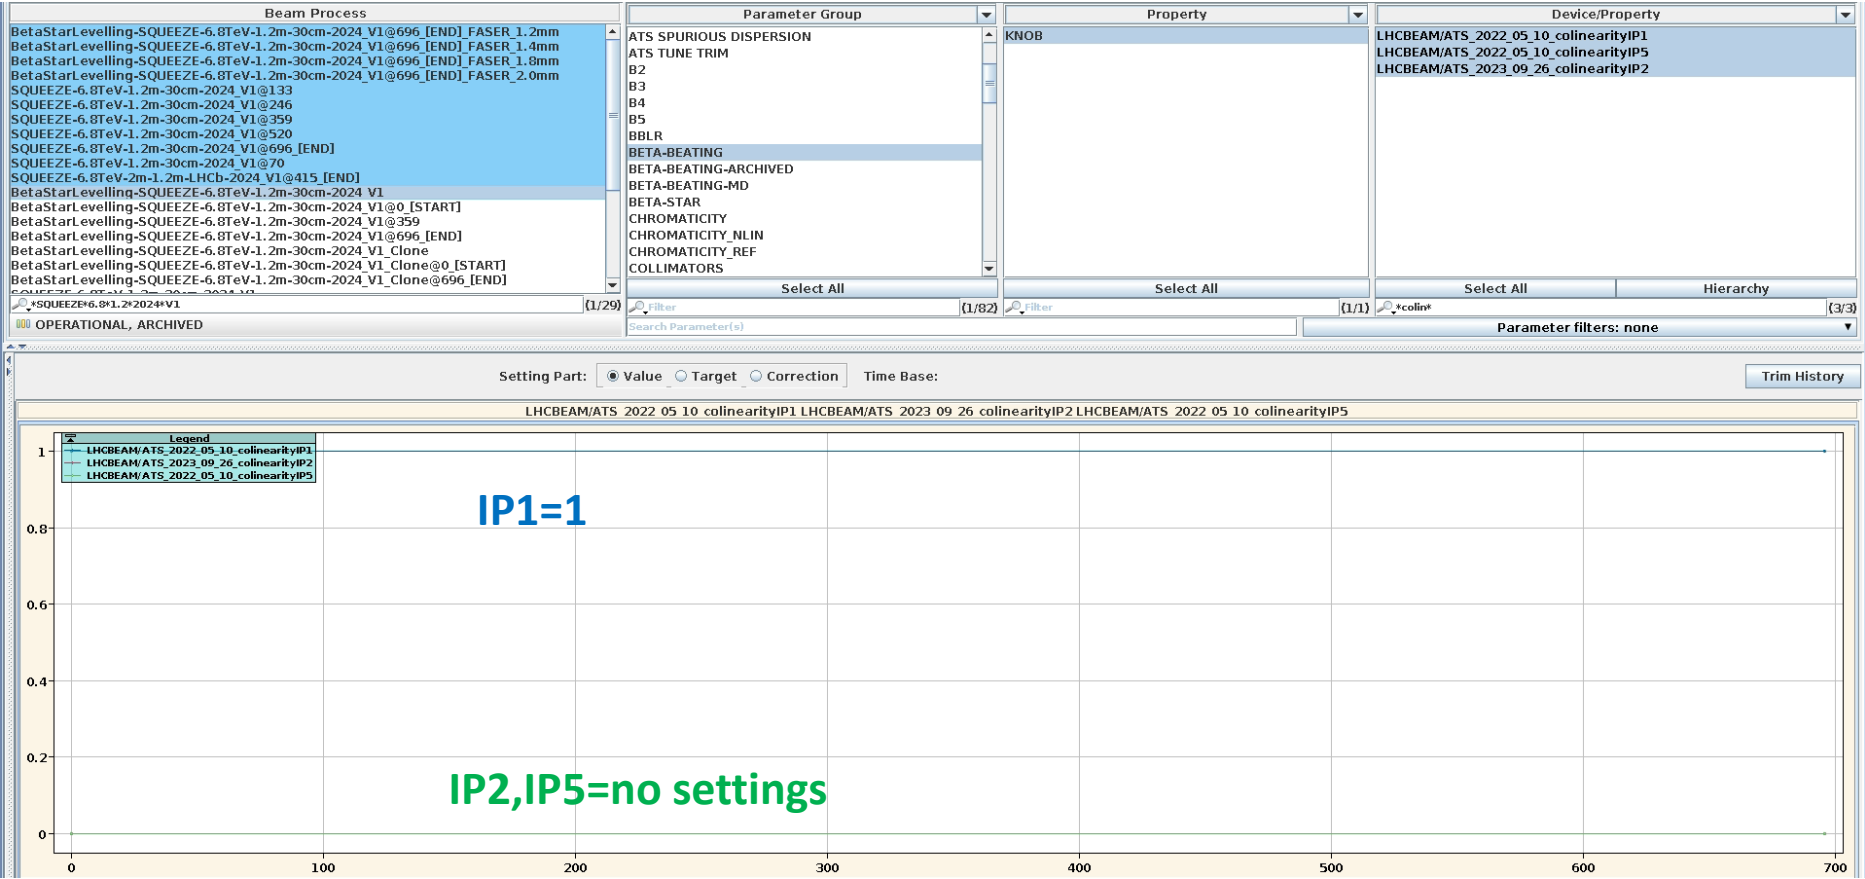 Beam Process
BetaStarLevelling-SQUEEZE-6.8TeV-1.2m-30cm-2024_V1@696_[END]_FASER_1.2mm
BetaStarLevelling-SQUEEZE-6.8TeV-1.2m-30cm-2024_V1@696_[END]_FASER_1.4mm
BetaStarLevelling-SQUEEZE-6.8TeV-1.2m-30cm-2024_V1@696_[END]_FASER_1.8mm
BetaStarLevelling-SQUEEZE-6.8TeV-1.2m-30cm-2024_V1@696_[END]_FASER_2.0mm
SQUEEZE-6.8TeV-1.2m-30cm-2024_V1@133
SQUEEZE-6.8TeV-1.2m-30cm-2024_V1@246
SQUEEZE-6.8TeV-1.2m-30cm-2024_V1@359
SQUEEZE-6.8TeV-1.2m-30cm-2024_V1@520
SQUEEZE-6.8TeV-1.2m-30cm-2024_V1@696_[END]
SQUEEZE-6.8TeV-1.2m-30cm-2024_V1@70
SQUEEZE-6.8TeV-2m-1.2m-LHCb-2024_V1@415_[END]
BetaStarLevelling-SQUEEZE-6.8TeV-1.2m-30cm-2024_V1
BetaStarLevelling-SQUEEZE-6.8TeV-1.2m-30cm-2024_V1@0_[START]
BetaStarLevelling-SQUEEZE-6.8TeV-1.2m-30cm-2024_V1@359
BetaStarLevelling-SQUEEZE-6.8TeV-1.2m-30cm-2024_V1@696_[END]
BetaStarLevelling-SQUEEZE-6.8TeV-1.2m-30cm-2024_V1_Clone
BetaStarLevelling-SQUEEZE-6.8TeV-1.2m-30cm-2024_V1_Clone@0_[START]
BetaStarLevelling-SQUEEZE-6.8TeV-1.2m-30cm-2024_V1_Clone@696_[END]
*SQUEEZE*6.8*1.2*2024*V1 (1/29)
OPERATIONAL, ARCHIVED
Parameter Group
ATS SPURIOUS DISPERSION
ATS TUNE TRIM
B2
B3
B4
B5
BBLR
BETA-BEATING
BETA-BEATING-ARCHIVED
BETA-BEATING-MD
BETA-STAR
CHROMATICITY
CHROMATICITY_NLIN
CHROMATICITY_REF
COLLIMATORS
Select All
Filter (1/82)
Search Parameter(s)
Property
KNOB
Select All
Filter (1/1)
Device/Property
LHCBEAM/ATS_2022_05_10_colinearityIP1
LHCBEAM/ATS_2022_05_10_colinearityIP5
LHCBEAM/ATS_2023_09_26_colinearityIP2
Select All Hierarchy
*colin* (3/3)
Parameter filters: none
Setting Part: Value Target Correction Time Base: Trim History
LHCBEAM/ATS_2022_05_10_colinearityIP1 LHCBEAM/ATS_2023_09_26_colinearityIP2 LHCBEAM/ATS_2022_05_10_colinearityIP5
Legend
LHCBEAM/ATS_2022_05_10_colinearityIP1
LHCBEAM/ATS_2023_09_26_colinearityIP2
LHCBEAM/ATS_2022_05_10_colinearityIP5
1
IP1=1
0.8
0.6
0.4
0.2
IP2,IP5=no settings
0
0 100 200 300 400 500 600 700